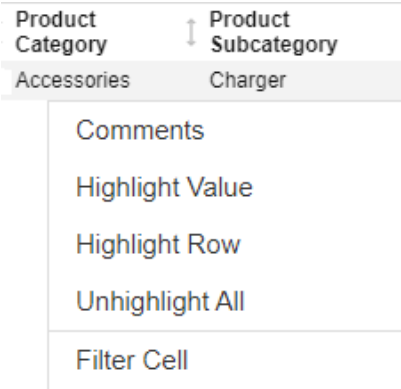 Product Category
Product Subcategory
Accessories
Charger
Comments
Highlight Value
Highlight Row
Unhighlight All
Filter Cell